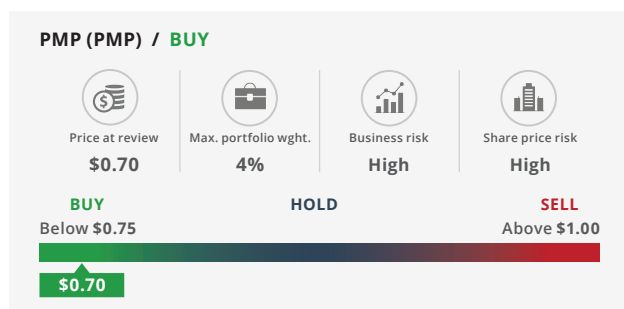 PMP (PMP) / BUY
$
Price at review
Max. portfolio wght.
Business risk
Share price risk
$0.70
4%
High
High
BUY
HOLD
SELL
Below $0.75
Above $1.00
$0.70